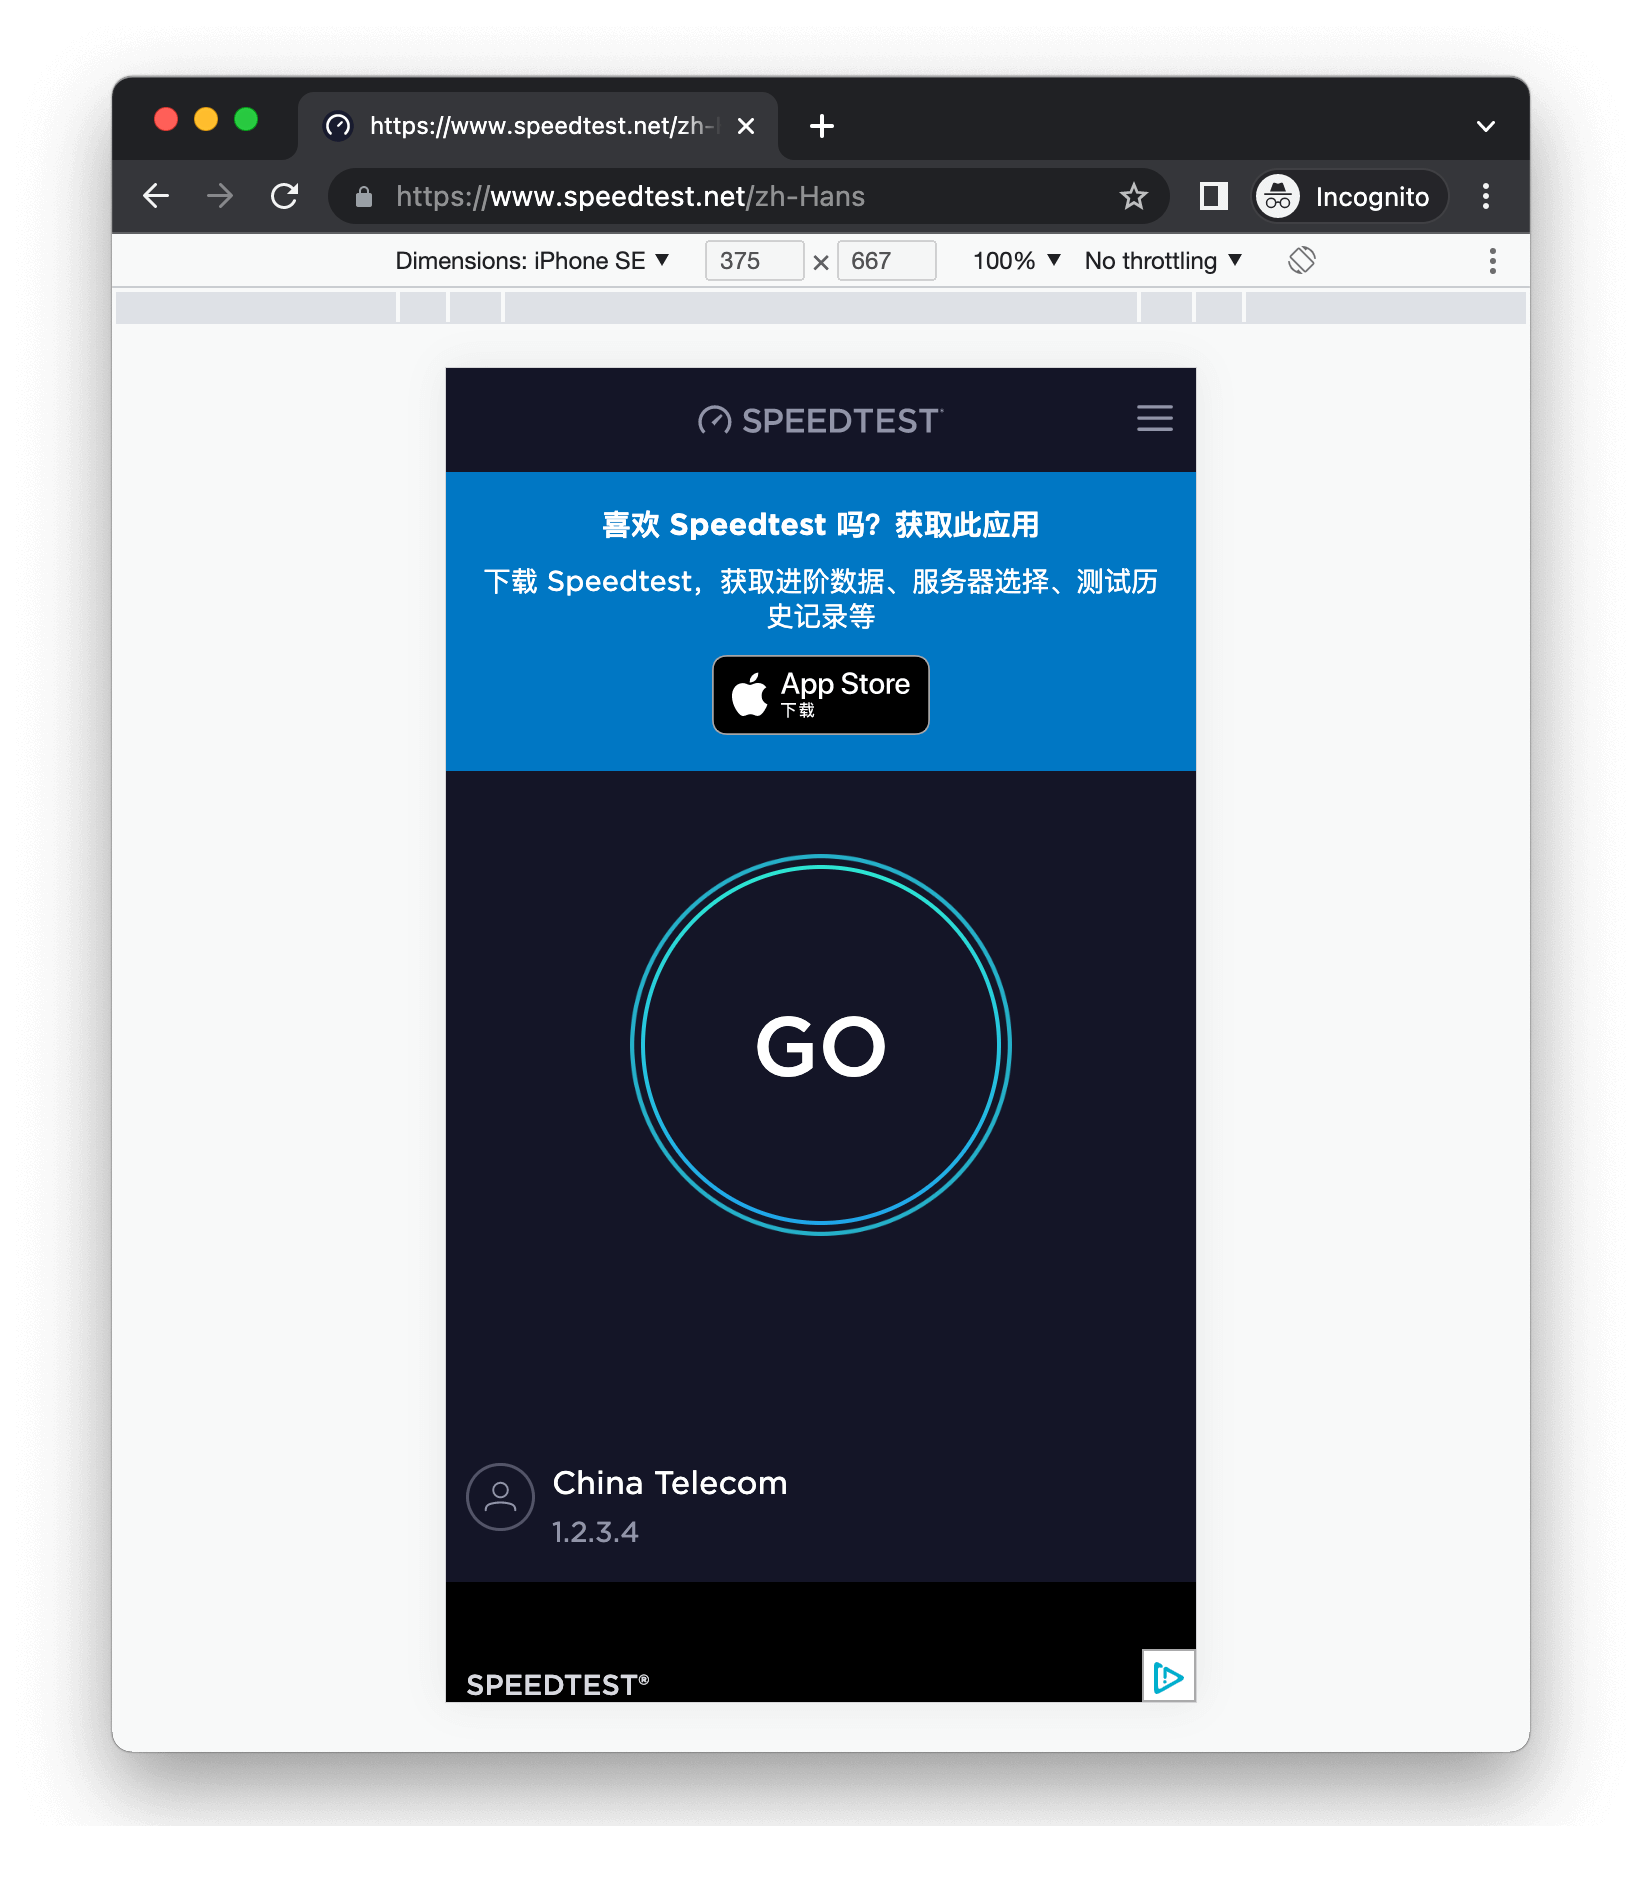 https://www.speedtest.net/zh-
https://www.speedtest.net/zh-Hans
Incognito
Dimensions: iPhone SE
375 × 667
100%
No throttling
SPEEDTEST
喜欢 Speedtest 吗？获取此应用
下载 Speedtest，获取进阶数据、服务器选择、测试历
史记录等
App Store
下载
GO
China Telecom
1.2.3.4
SPEEDTEST®